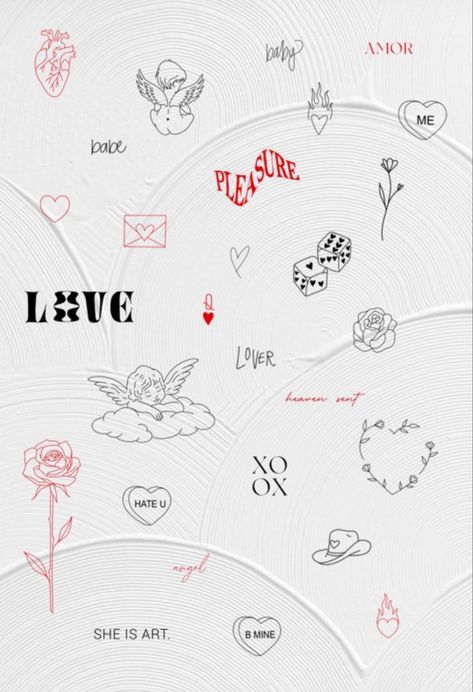 baby
AMOR
ME
babe
PLEASURE
Q
LOVE
LOVER
heaven sent
XO
OX
HATE U
angel
SHE IS ART.
B MINE